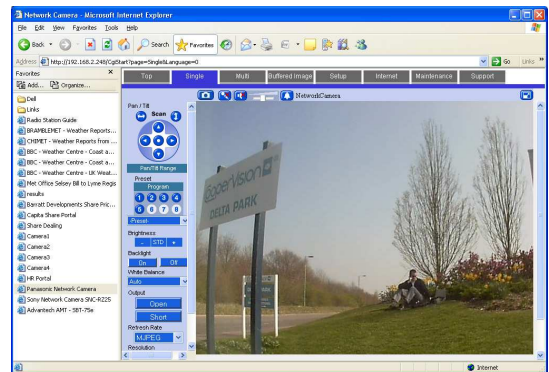 Network Camera - Microsoft Internet Explorer
File Edit View Favorites Tools Help
Back Search Favorites
Address http://192.168.2.248/CgiStart?page=Single&Language=0 Go Links »
Favorites x
Add... Organize...
Dell
Links
Radio Station Guide
BRAMBLEMET - Weather Reports...
CHIMET - Weather Reports from ...
BBC - Weather Centre - Coast a...
BBC - Weather Centre - Coast a...
BBC - Weather Centre - UK Weat...
Met Office Selsey Bill to Lyme Regis
results
Barratt Developments Share Pric...
Capita Share Portal
Share Dealing
Camera1
Camera2
Camera3
Camera4
HR Portal
Panasonic Network Camera
Sony Network Camera SNC-RZ25
Advantech AMT - SBT-75e
Top Single Multi Buffered Image Setup Internet Maintenance Support
NetworkCamera
Pan / Tilt
Scan
Pan/Tilt Range
Preset
Program
1 2 3 4
5 6 7 8
Preset
Brightness
- STD +
Backlight
On Off
White Balance
Auto
Output
Open
Short
Refresh Rate
MJPEG
Resolution
CooperVision
DELTA PARK
Internet